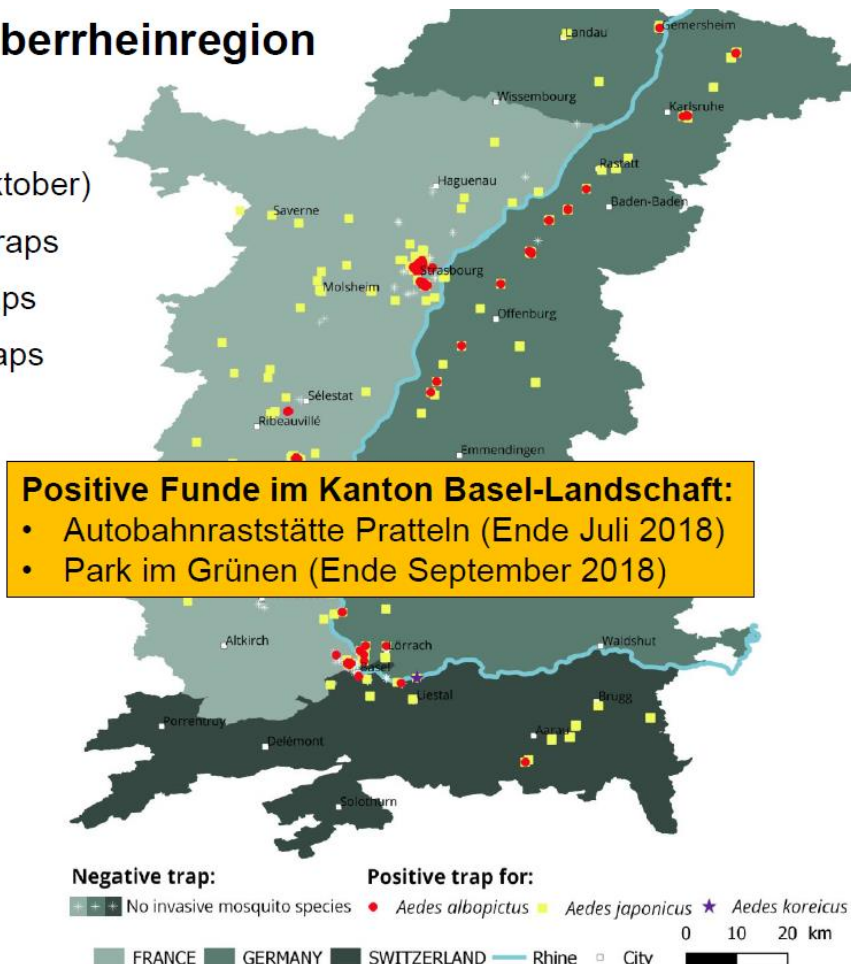 berrheinregion
ktober)
raps
ps
aps
Landau
Gemersheim
Wissembourg
Karlsruhe
Haguenau
Rastatt
Baden-Baden
Saverne
Strasbourg
Molsheim
Offenburg
Sélestat
Ribeauvillé
Emmendingen
Positive Funde im Kanton Basel-Landschaft:
• Autobahnraststätte Pratteln (Ende Juli 2018)
• Park im Grünen (Ende September 2018)
Altkirch
Lörrach
Waldshut
Basel
Liestal
Brugg
Porrentruy
Aarau
Delémont
Solothurn
Negative trap:
No invasive mosquito species
Positive trap for:
Aedes albopictus
Aedes japonicus
Aedes koreicus
0 10 20 km
FRANCE GERMANY SWITZERLAND Rhine City